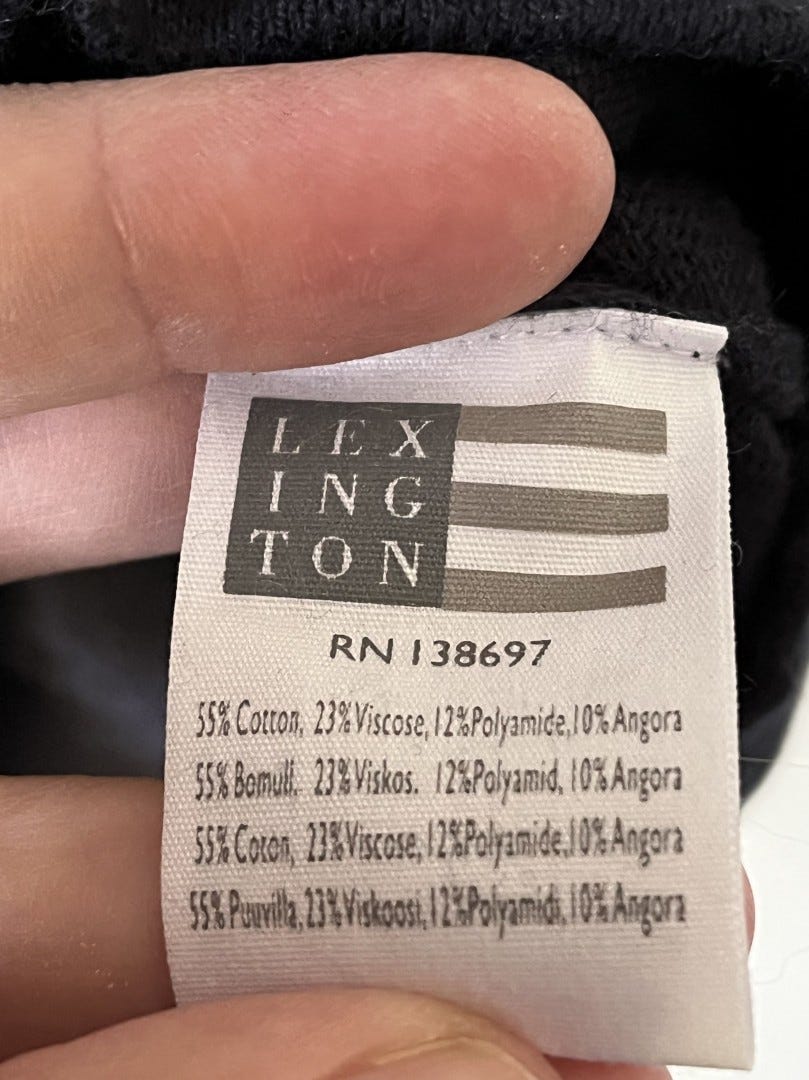 LEX
ING
TON
RN 138697
55% Cotton, 23%Viscose, 12%Polyamide, 10% Angora
55% Bomull, 23%Viskos. 12%Polyamid, 10% Angora
55% Coton, 23%Viscose, 12%Polyamide, 10% Angora
55% Puuvilla, 23%Viskoosi, 12%Polyamidi, 10% Angora